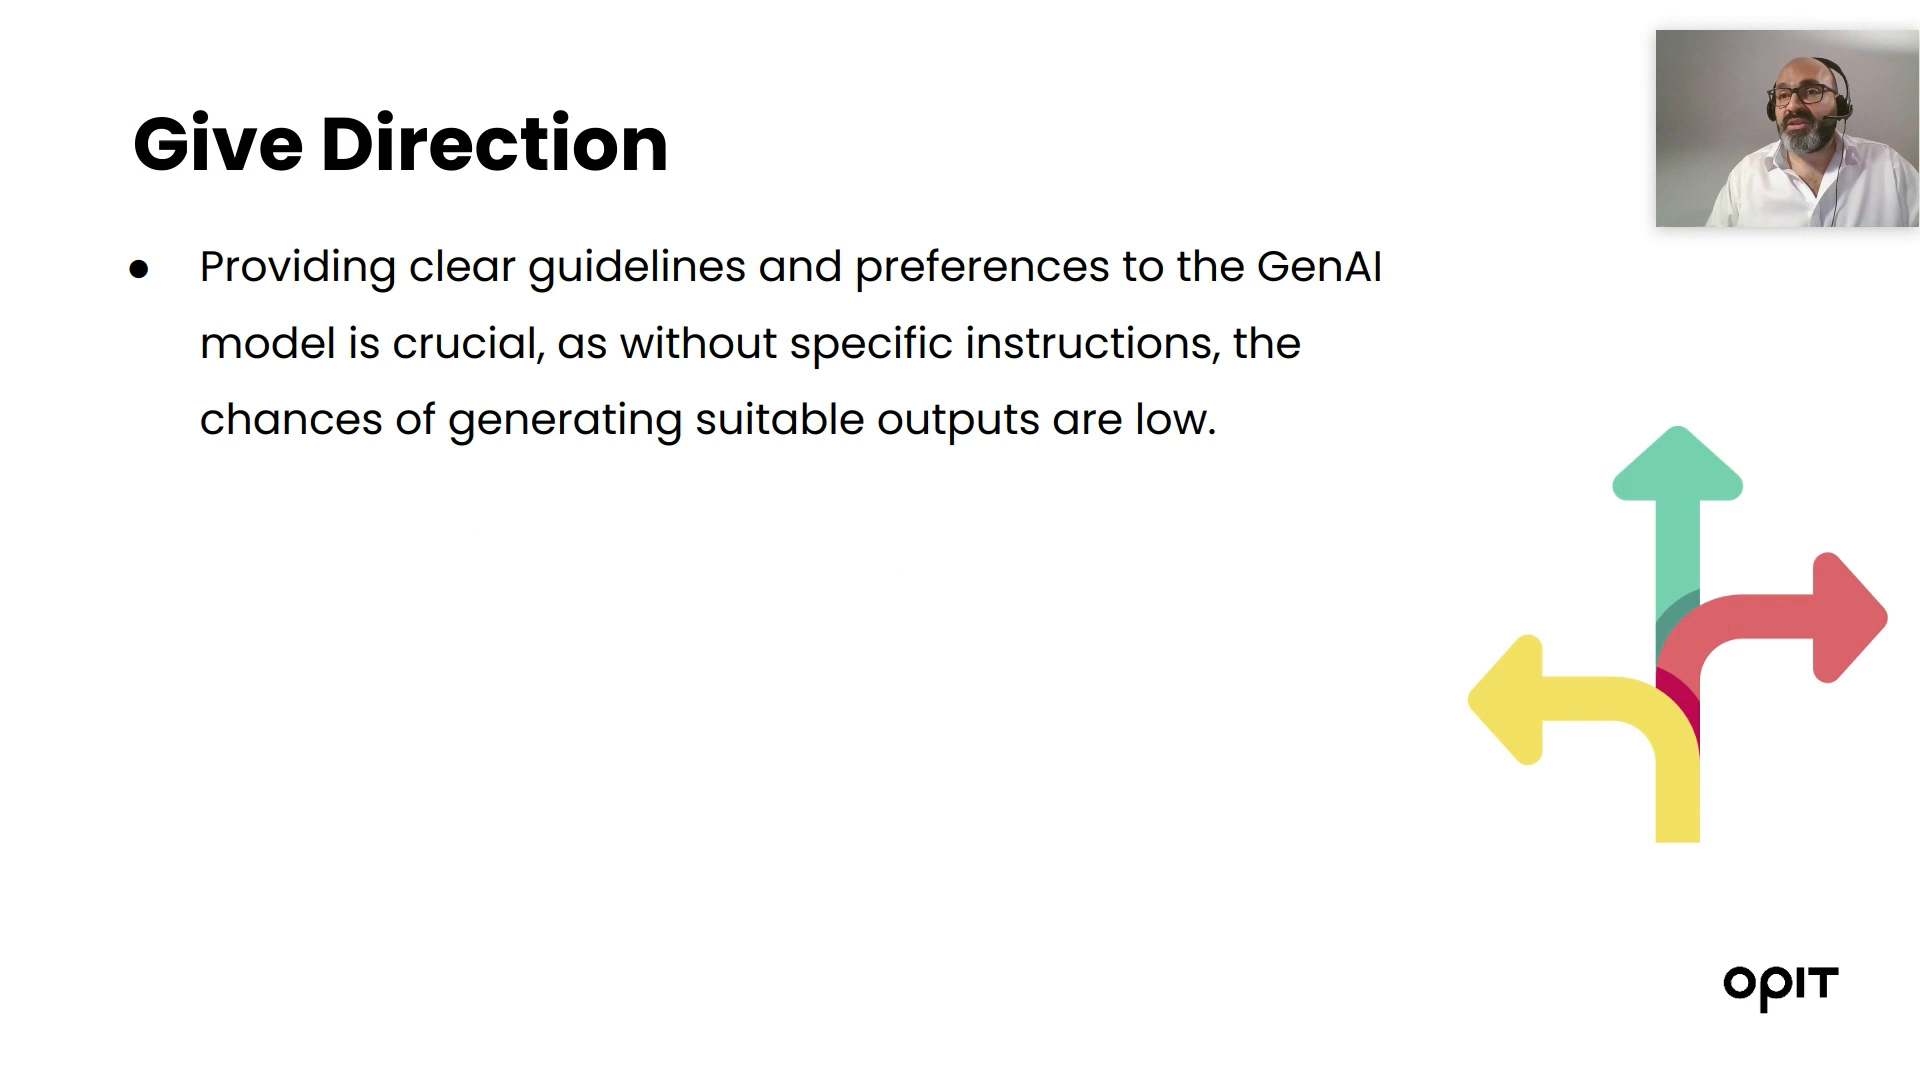 Give Direction
● Providing clear guidelines and preferences to the GenAI
model is crucial, as without specific instructions, the
chances of generating suitable outputs are low.
OPIT